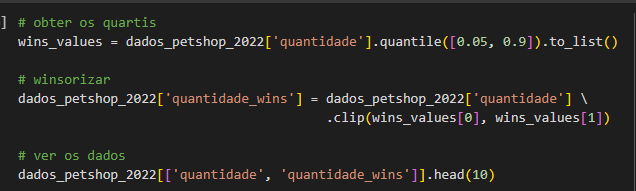 ] # obter os quartis
wins_values = dados_petshop_2022['quantidade'].quantile([0.05, 0.9]).to_list()
# winsorizar
dados_petshop_2022['quantidade_wins'] = dados_petshop_2022['quantidade'] \
.clip(wins_values[0], wins_values[1])
# ver os dados
dados_petshop_2022[['quantidade', 'quantidade_wins']].head(10)